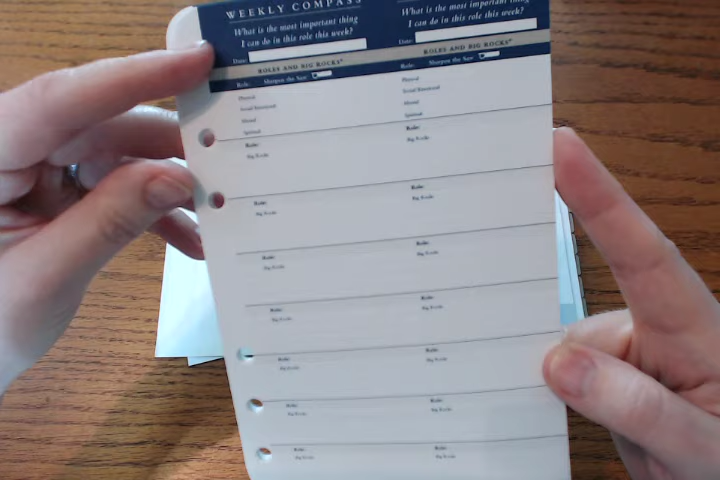 WEEKLY COMPASS
What is the most important thing
I can do in this role this week?
Date:
ROLES AND BIG ROCKS
Role: Sharpen the Saw
Physical
Social/Emotional
Mental
Spiritual
Role:
Big Rocks
Role:
Big Rocks
Role:
Big Rocks
Role:
Big Rocks
Role:
Big Rocks
Role:
Big Rocks
Role:
Big Rocks
What is the most important thing
I can do in this role this week?
Date:
ROLES AND BIG ROCKS
Role: Sharpen the Saw
Physical
Social/Emotional
Mental
Spiritual
Role:
Big Rocks
Role:
Big Rocks
Role:
Big Rocks
Role:
Big Rocks
Role:
Big Rocks
Role:
Big Rocks
Role:
Big Rocks